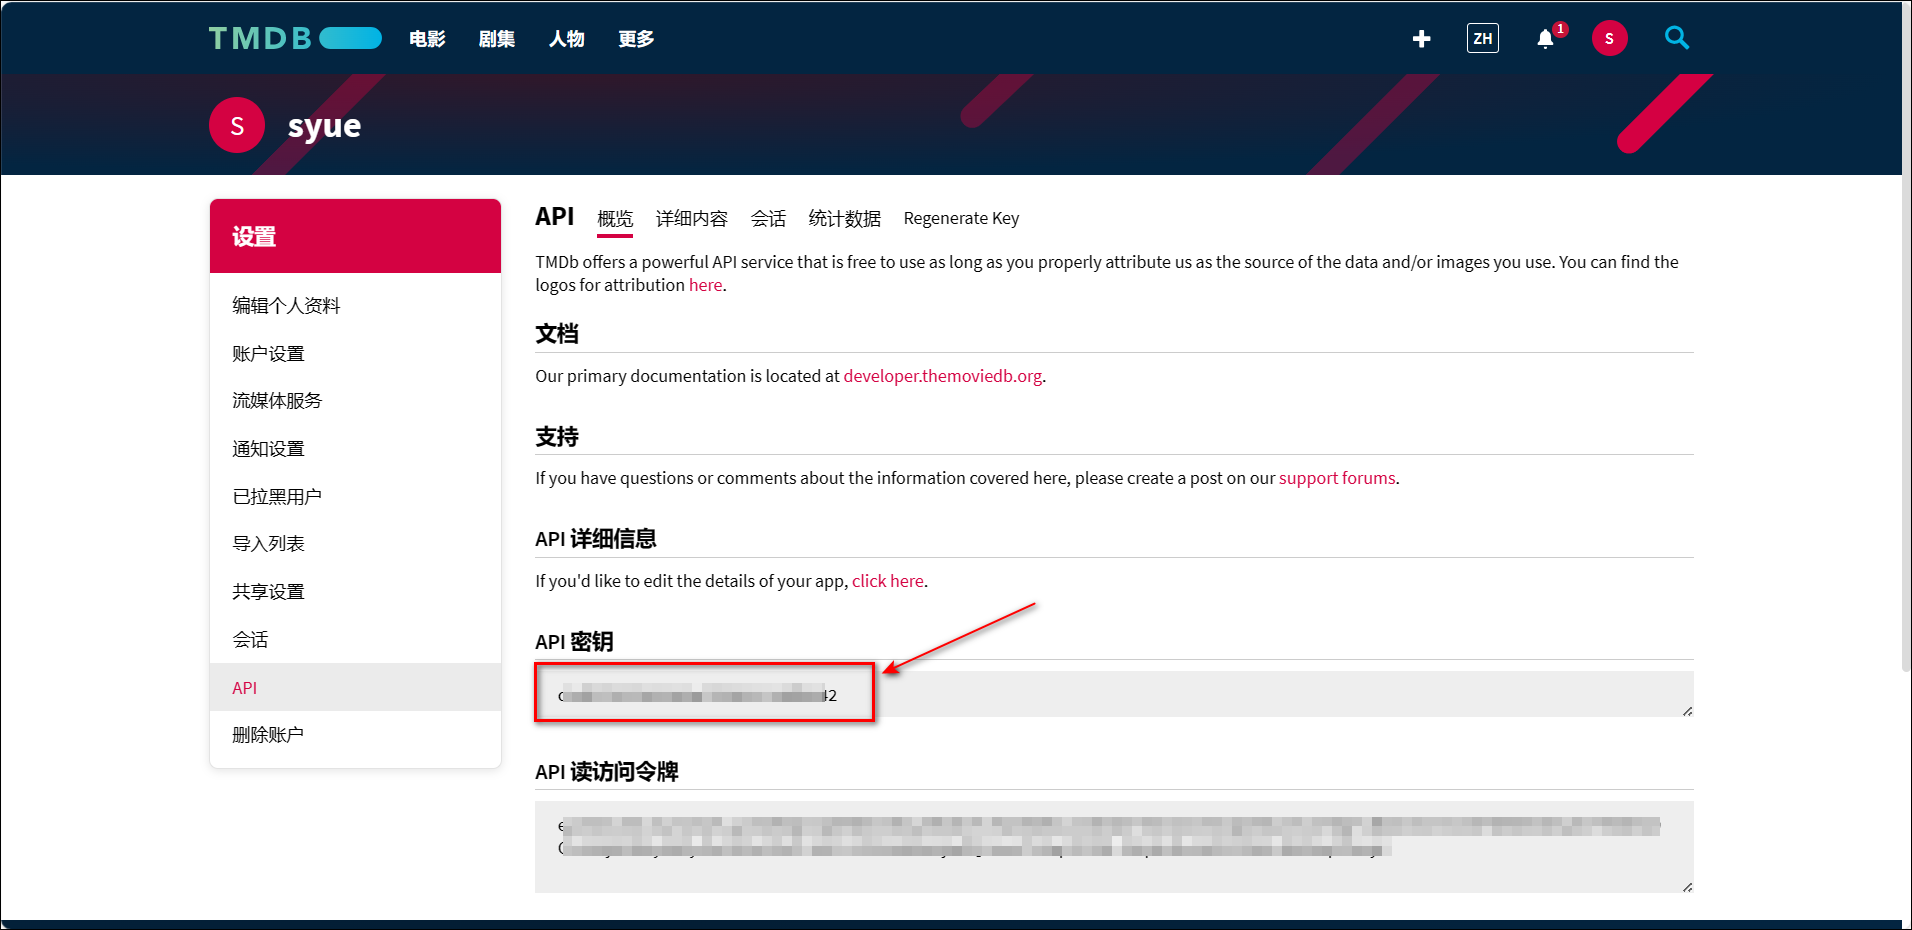 TMDB 电影 剧集 人物 更多 ZH 1 S
S syue
设置
编辑个人资料
账户设置
流媒体服务
通知设置
已拉黑用户
导入列表
共享设置
会话
API
删除账户
API 概览 详细内容 会话 统计数据 Regenerate Key
TMDb offers a powerful API service that is free to use as long as you properly attribute us as the source of the data and/or images you use. You can find the
logos for attribution here.
文档
Our primary documentation is located at developer.themoviedb.org.
支持
If you have questions or comments about the information covered here, please create a post on our support forums.
API 详细信息
If you'd like to edit the details of your app, click here.
API 密钥
API 读访问令牌